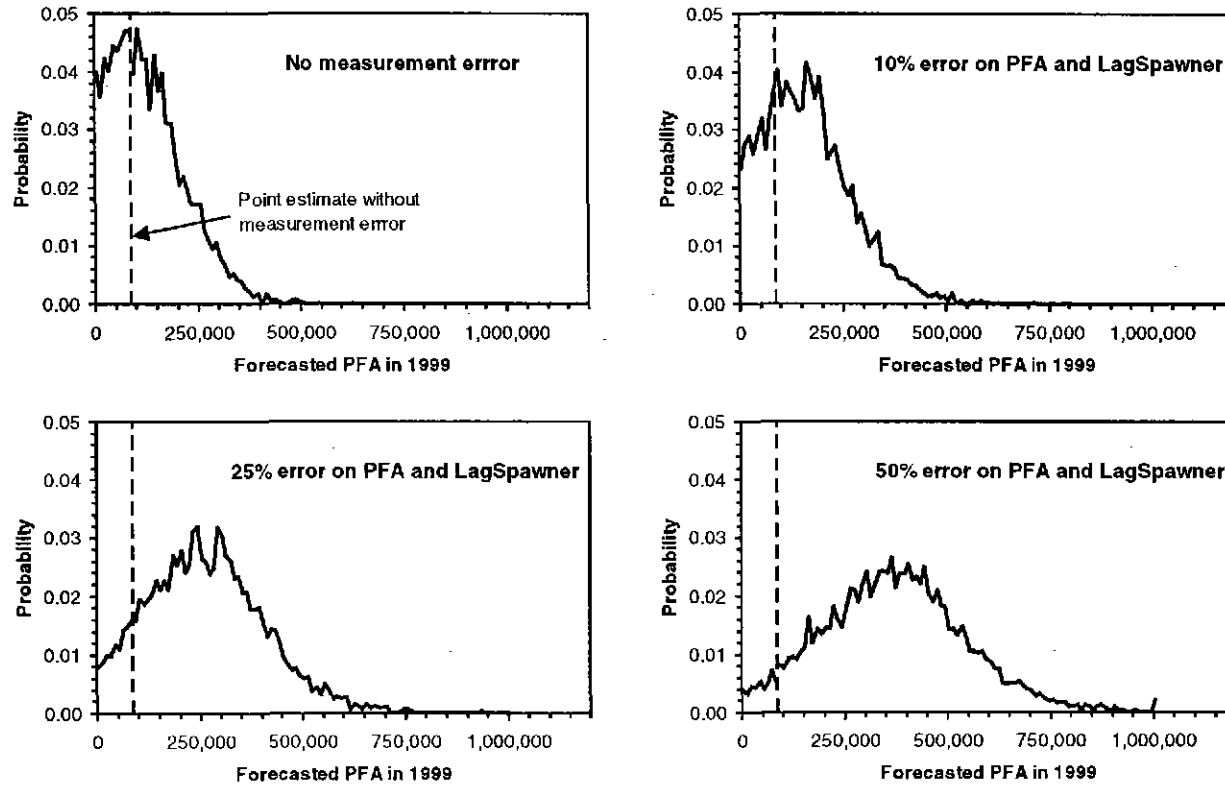 No measurement errror
Probability
0.05
0.04
0.03
0.02
0.01
0.00
Point estimate without
measurement errror
0 250,000 500,000 750,000 1,000,000
Forecasted PFA in 1999
10% error on PFA and LagSpawner
Probability
0.05
0.04
0.03
0.02
0.01
0.00
0 250,000 500,000 750,000 1,000,000
Forecasted PFA in 1999
25% error on PFA and LagSpawner
Probability
0.05
0.04
0.03
0.02
0.01
0.00
0 250,000 500,000 750,000 1,000,000
Forecasted PFA in 1999
50% error on PFA and LagSpawner
Probability
0.05
0.04
0.03
0.02
0.01
0.00
0 250,000 500,000 750,000 1,000,000
Forecasted PFA in 1999